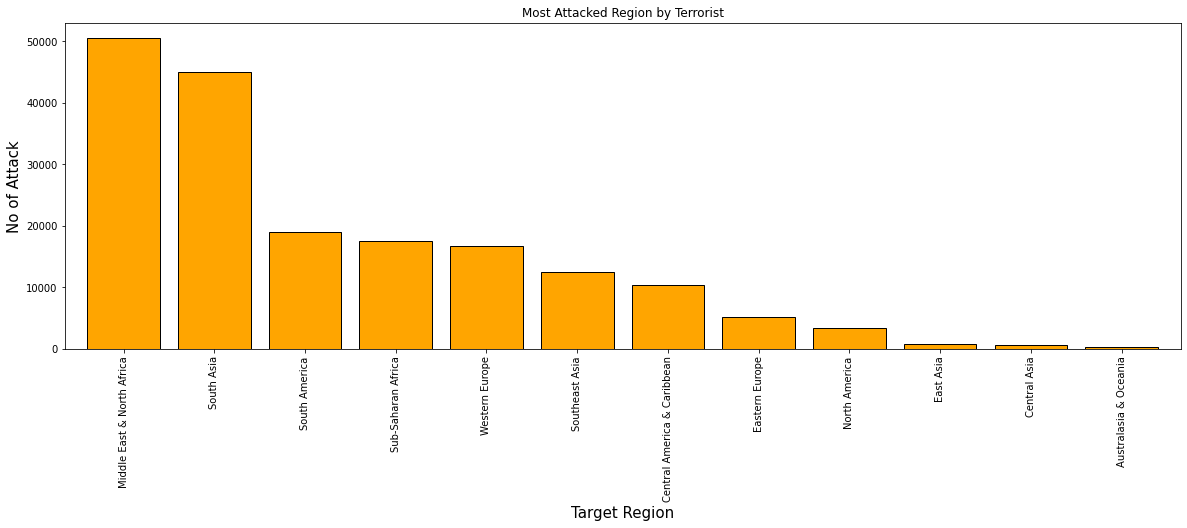 Most Attacked Region by Terrorist
No of Attack
50000
40000
30000
20000
10000
0
Middle East & North Africa
South Asia
South America
Sub-Saharan Africa
Western Europe
Southeast Asia
Central America & Caribbean
Eastern Europe
North America
East Asia
Central Asia
Australasia & Oceania
Target Region